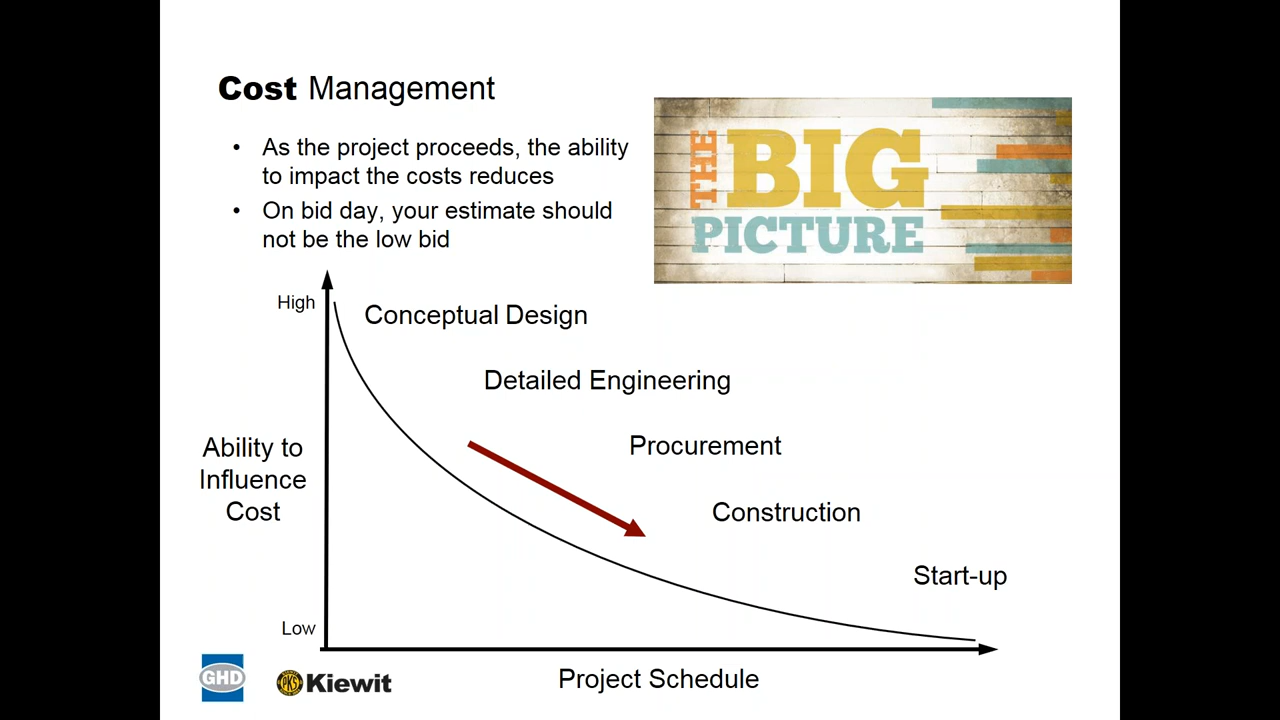 Cost Management
• As the project proceeds, the ability
to impact the costs reduces
• On bid day, your estimate should
not be the low bid
THE
BIG
PICTURE
High
Conceptual Design
Detailed Engineering
Procurement
Construction
Start-up
Ability to
Influence
Cost
Low
Project Schedule
GHD
PKS
Kiewit